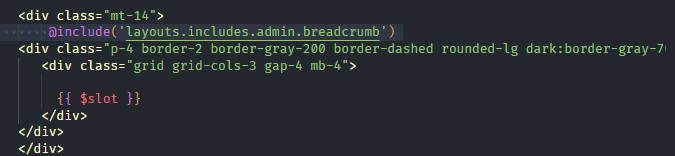 <div class="mt-14">
@include('layouts.includes.admin.breadcrumb')
<div class="p-4 border-2 border-gray-200 border-dashed rounded-lg dark:border-gray-70
<div class="grid grid-cols-3 gap-4 mb-4">
{{ $slot }}
</div>
</div>
</div>